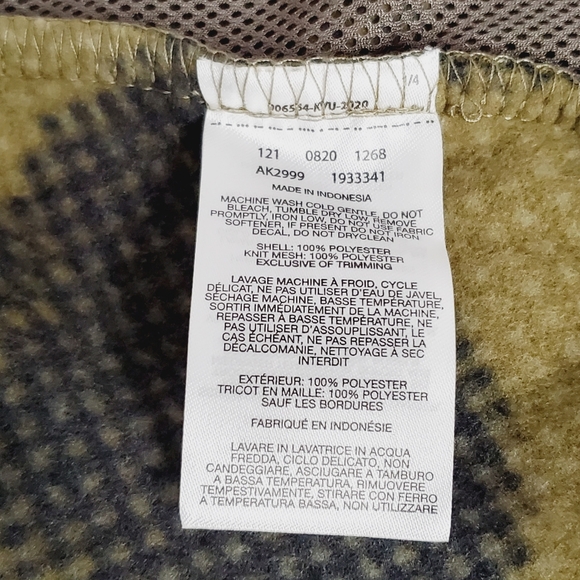 1/4
006554-KVU-2020
121 0820 1268
AK2999 1933341
MADE IN INDONESIA
MACHINE WASH COLD GENTLE, DO NOT
BLEACH, TUMBLE DRY LOW, REMOVE
PROMPTLY, IRON LOW, DO NOT USE FABRIC
SOFTENER, IF PRESENT DO NOT IRON
DECAL, DO NOT DRYCLEAN
SHELL: 100% POLYESTER
KNIT MESH: 100% POLYESTER
EXCLUSIVE OF TRIMMING
LAVAGE MACHINE À FROID, CYCLE
DÉLICAT, NE PAS UTILISER D'EAU DE JAVEL,
SÉCHAGE MACHINE, BASSE TEMPÉRATURE,
SORTIR IMMÉDIATEMENT DE LA MACHINE,
REPASSER À BASSE TEMPÉRATURE, NE
PAS UTILISER D'ASSOUPLISSANT, LE
CAS ÉCHÉANT, NE PAS REPASSER LA
DÉCALCOMANIE, NETTOYAGE À SEC
INTERDIT
EXTÉRIEUR: 100% POLYESTER
TRICOT EN MAILLE: 100% POLYESTER
SAUF LES BORDURES
FABRIQUÉ EN INDONÉSIE
LAVARE IN LAVATRICE IN ACQUA
FREDDA, CICLO DELICATO, NON
CANDEGGIARE, ASCIUGARE A TAMBURO
A BASSA TEMPERATURA, RIMUOVERE
TEMPESTIVAMENTE, STIRARE CON FERRO
A TEMPERATURA BASSA, NON UTILIZZARE